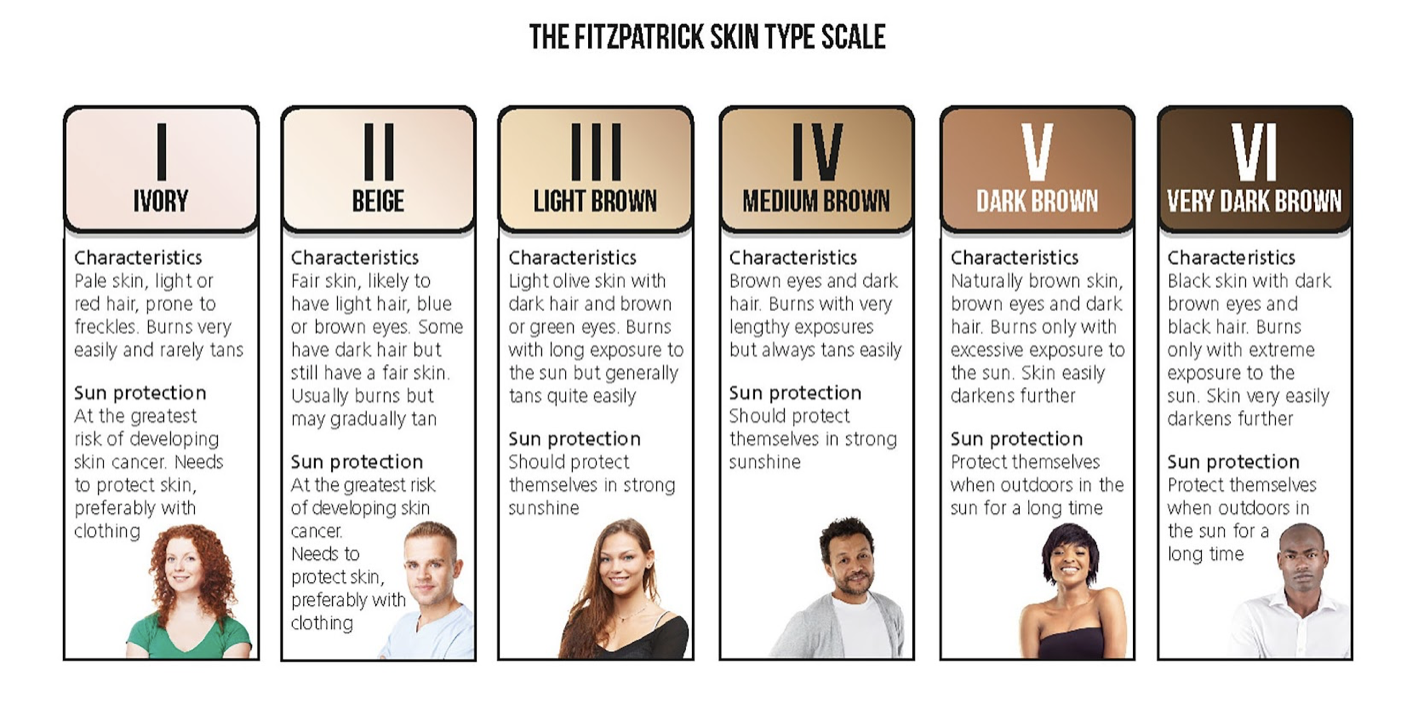 THE FITZPATRICK SKIN TYPE SCALE
I
IVORY
Characteristics
Pale skin, light or
red hair, prone to
freckles. Burns very
easily and rarely tans
Sun protection
At the greatest
risk of developing
skin cancer. Needs
to protect skin,
preferably with
clothing
II
BEIGE
Characteristics
Fair skin, likely to
have light hair, blue
or brown eyes. Some
have dark hair but
still have a fair skin.
Usually burns but
may gradually tan
Sun protection
At the greatest risk
of developing skin
cancer.
Needs to
protect skin,
preferably with
clothing
III
LIGHT BROWN
Characteristics
Light olive skin with
dark hair and brown
or green eyes. Burns
with long exposure to
the sun but generally
tans quite easily
Sun protection
Should protect
themselves in strong
sunshine
IV
MEDIUM BROWN
Characteristics
Brown eyes and dark
hair. Burns with very
lengthy exposures
but always tans easily
Sun protection
Should protect
themselves in strong
sunshine
V
DARK BROWN
Characteristics
Naturally brown skin,
brown eyes and dark
hair. Burns only with
excessive exposure to
the sun. Skin easily
darkens further
Sun protection
Protect themselves
when outdoors in the
sun for a long time
VI
VERY DARK BROWN
Characteristics
Black skin with dark
brown eyes and
black hair. Burns
only with extreme
exposure to the
sun. Skin very easily
darkens further
Sun protection
Protect themselves
when outdoors in
the sun for a
long time